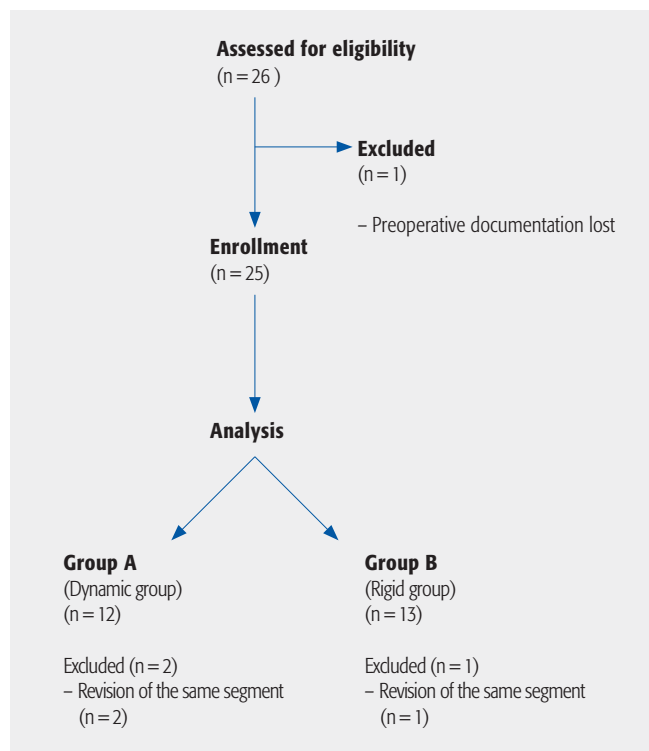 Assessed for eligibility
(n = 26 )
Excluded
(n = 1)
– Preoperative documentation lost
Enrollment
(n = 25)
Analysis
Group A
(Dynamic group)
(n = 12)
Excluded (n = 2)
– Revision of the same segment
(n = 2)
Group B
(Rigid group)
(n = 13)
Excluded (n = 1)
– Revision of the same segment
(n = 1)